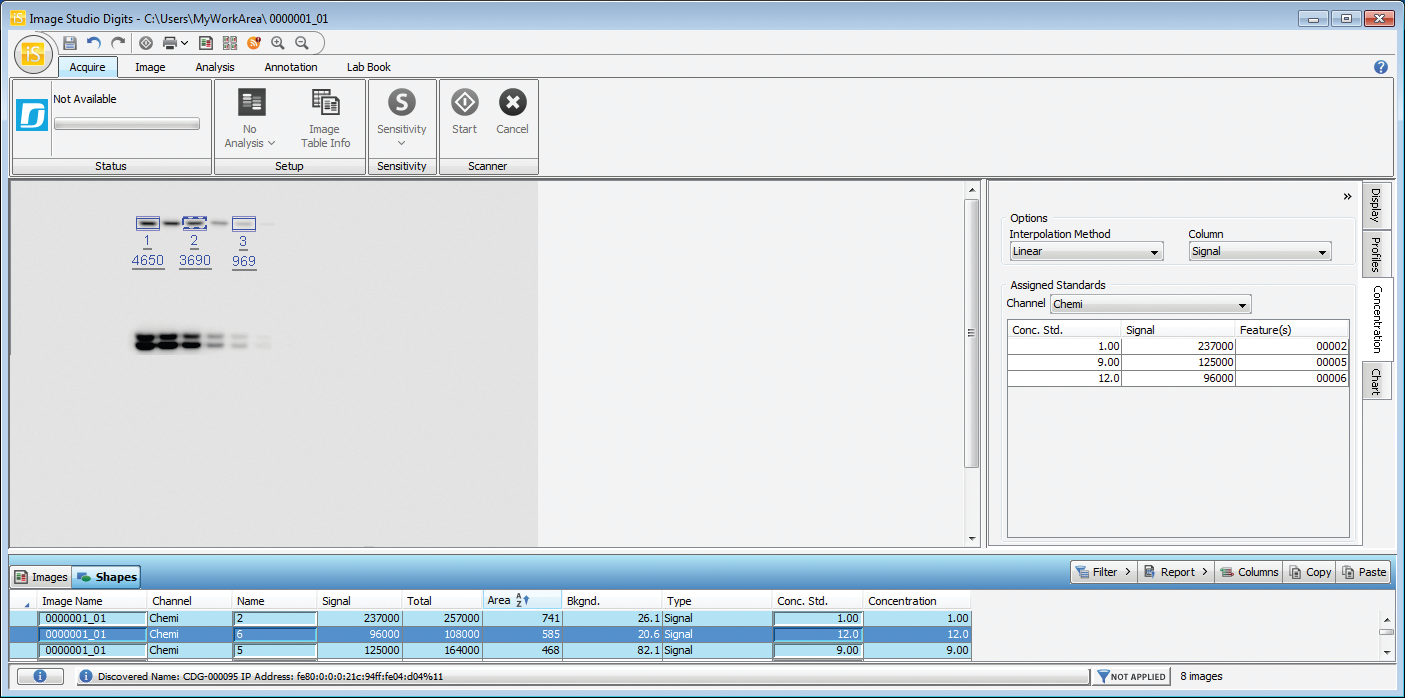 iS Image Studio Digits - C:\Users\MyWorkArea\ 0000001_01
iS
Acquire Image Analysis Annotation Lab Book
?
Not Available
Status
No Analysis
Image Table Info
Setup
S
Sensitivity
Sensitivity
Start
Cancel
Scanner
1 2 3
4650 3690 969
»
Options
Interpolation Method Column
Linear Signal
Assigned Standards
Channel Chemi
Conc. Std. Signal Feature(s)
1.00 237000 00002
9.00 125000 00005
12.0 96000 00006
Display
Profiles
Concentration
Chart
Images Shapes Filter > Report > Columns Copy Paste
Image Name Channel Name Signal Total Area Bkgnd. Type Conc. Std. Concentration
0000001_01 Chemi 2 237000 257000 741 26.1 Signal 1.00 1.00
0000001_01 Chemi 6 96000 108000 585 20.6 Signal 12.0 12.0
0000001_01 Chemi 5 125000 164000 468 82.1 Signal 9.00 9.00
Discovered Name: CDG-000095 IP Address: fe80:0:0:0:21c:94ff:fe04:d04%11 NOT APPLIED 8 images